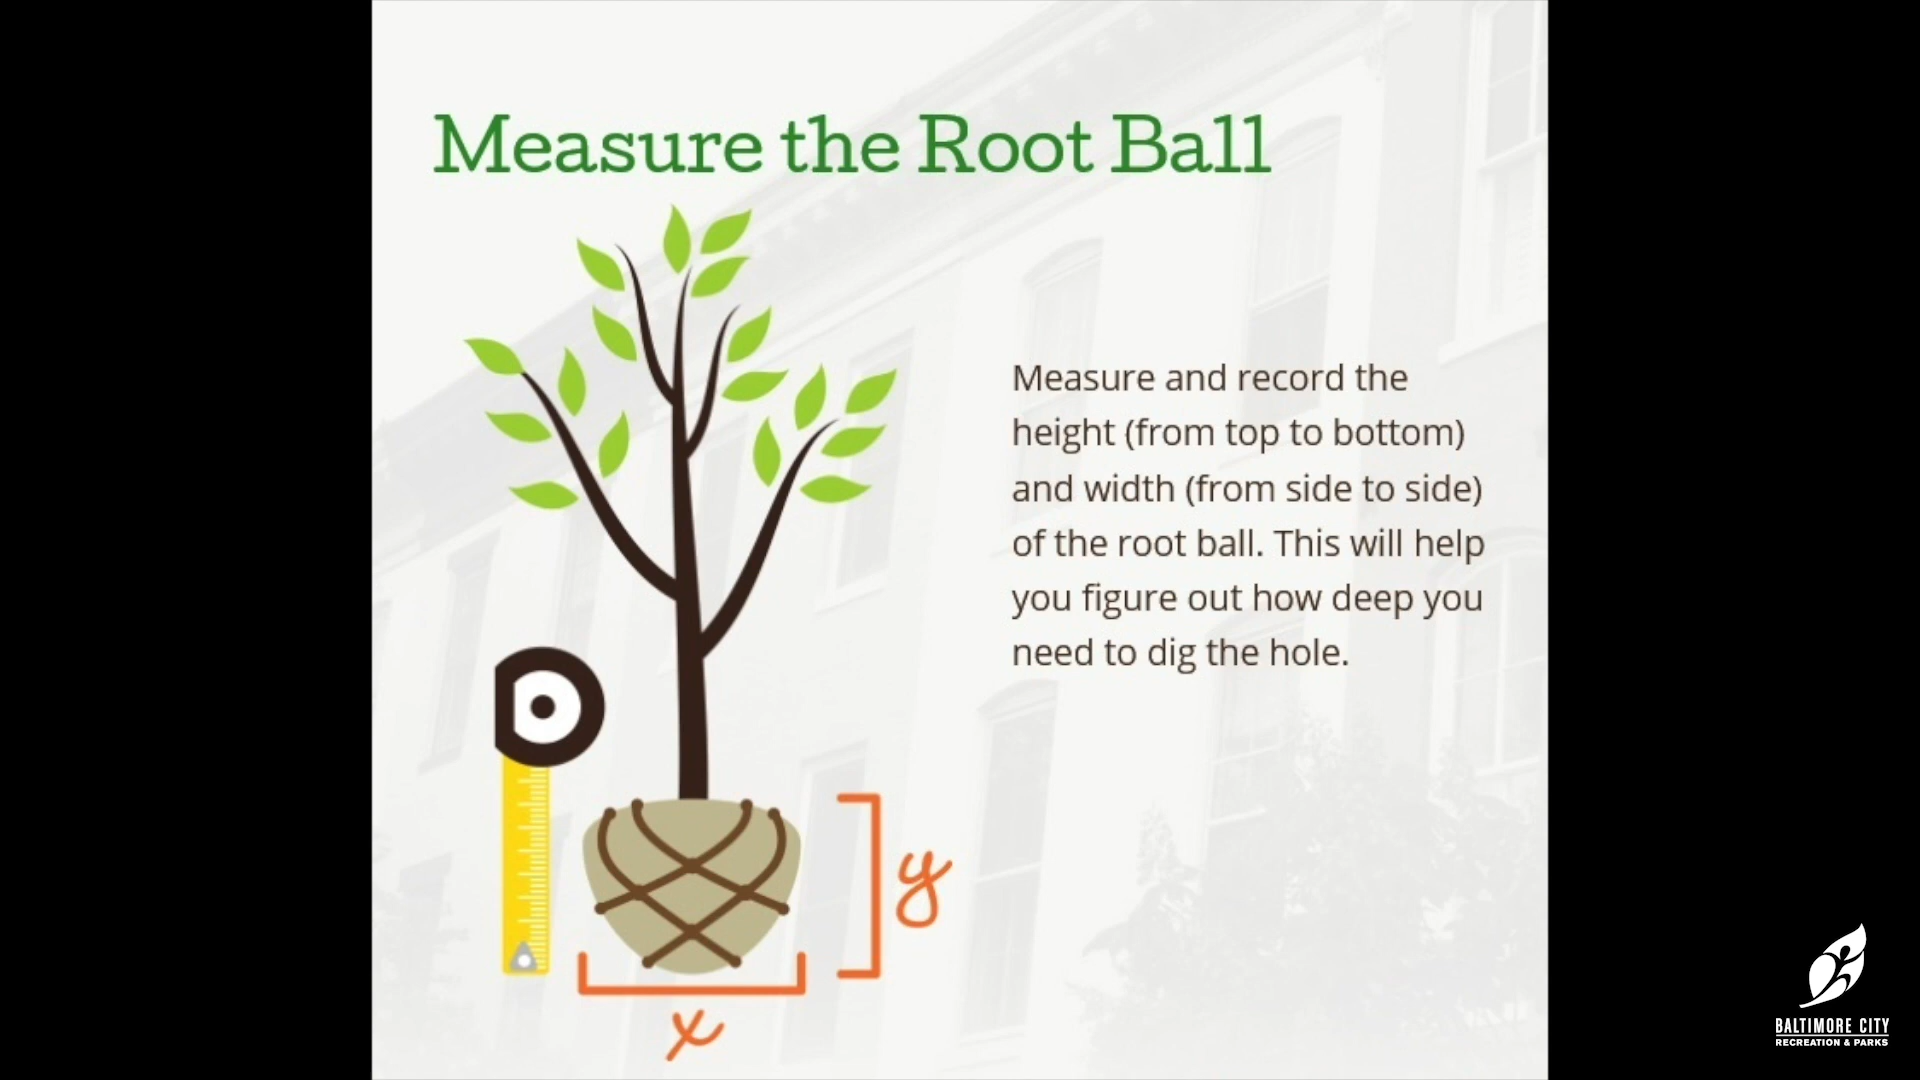 Measure the Root Ball
Measure and record the
height (from top to bottom)
and width (from side to side)
of the root ball. This will help
you figure out how deep you
need to dig the hole.
y
x
BALTIMORE CITY
RECREATION & PARKS